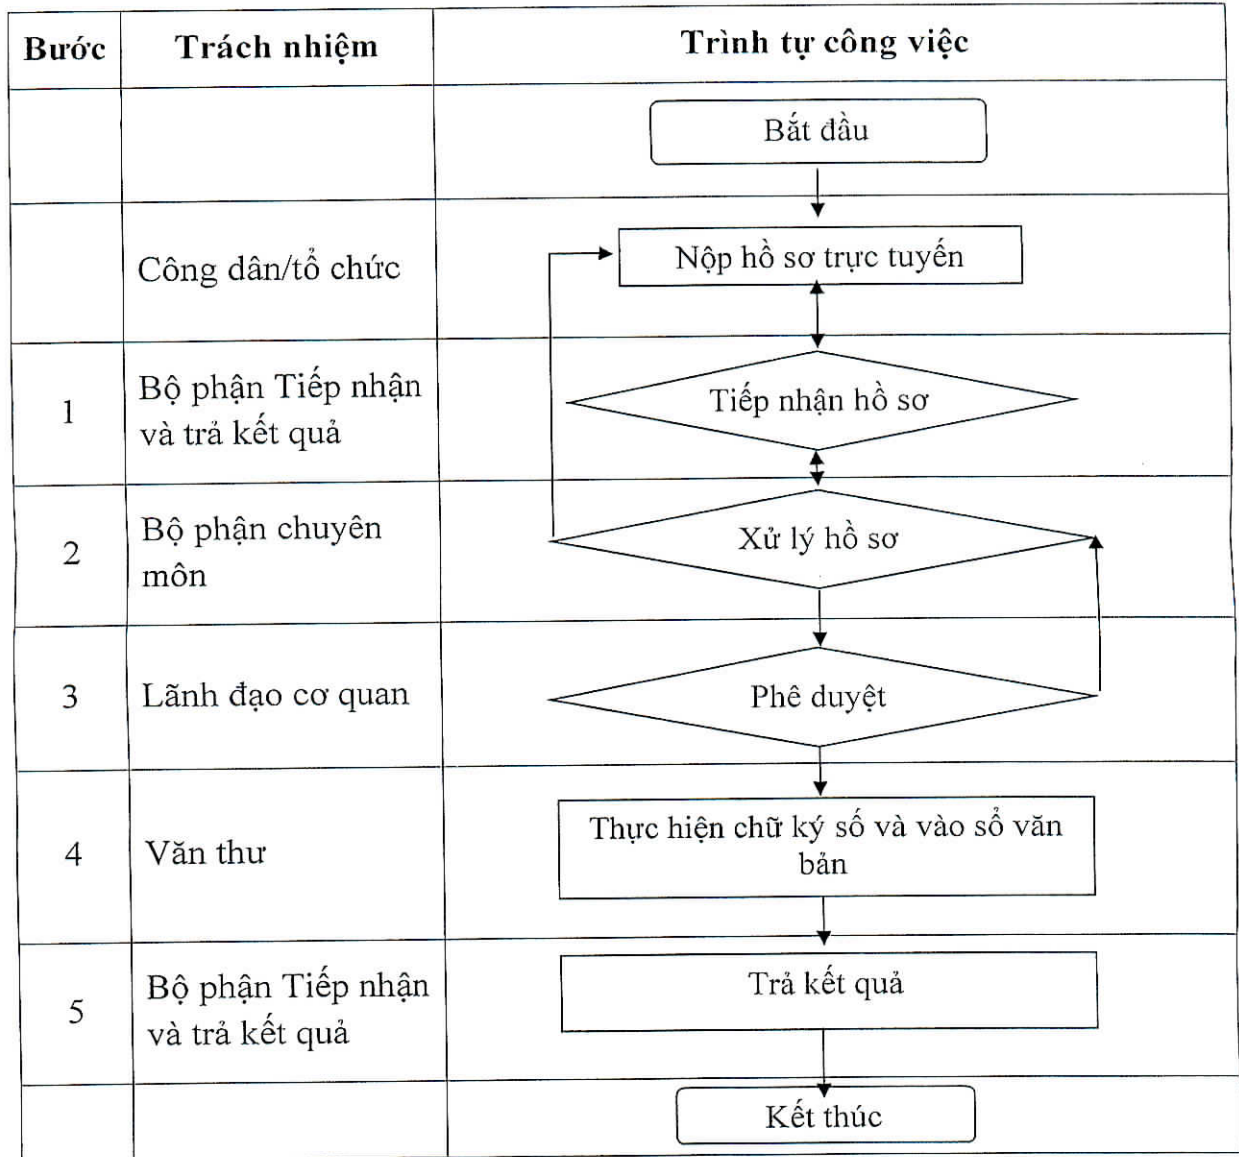 Bước Trách nhiệm Trình tự công việc
Bắt đầu
Công dân/tổ chức
Nộp hồ sơ trực tuyến
1
Bộ phận Tiếp nhận
và trả kết quả
Tiếp nhận hồ sơ
2
Bộ phận chuyên
môn
Xử lý hồ sơ
3
Lãnh đạo cơ quan
Phê duyệt
4
Văn thư
Thực hiện chữ ký số và vào sổ văn
bản
5
Bộ phận Tiếp nhận
và trả kết quả
Trả kết quả
Kết thúc